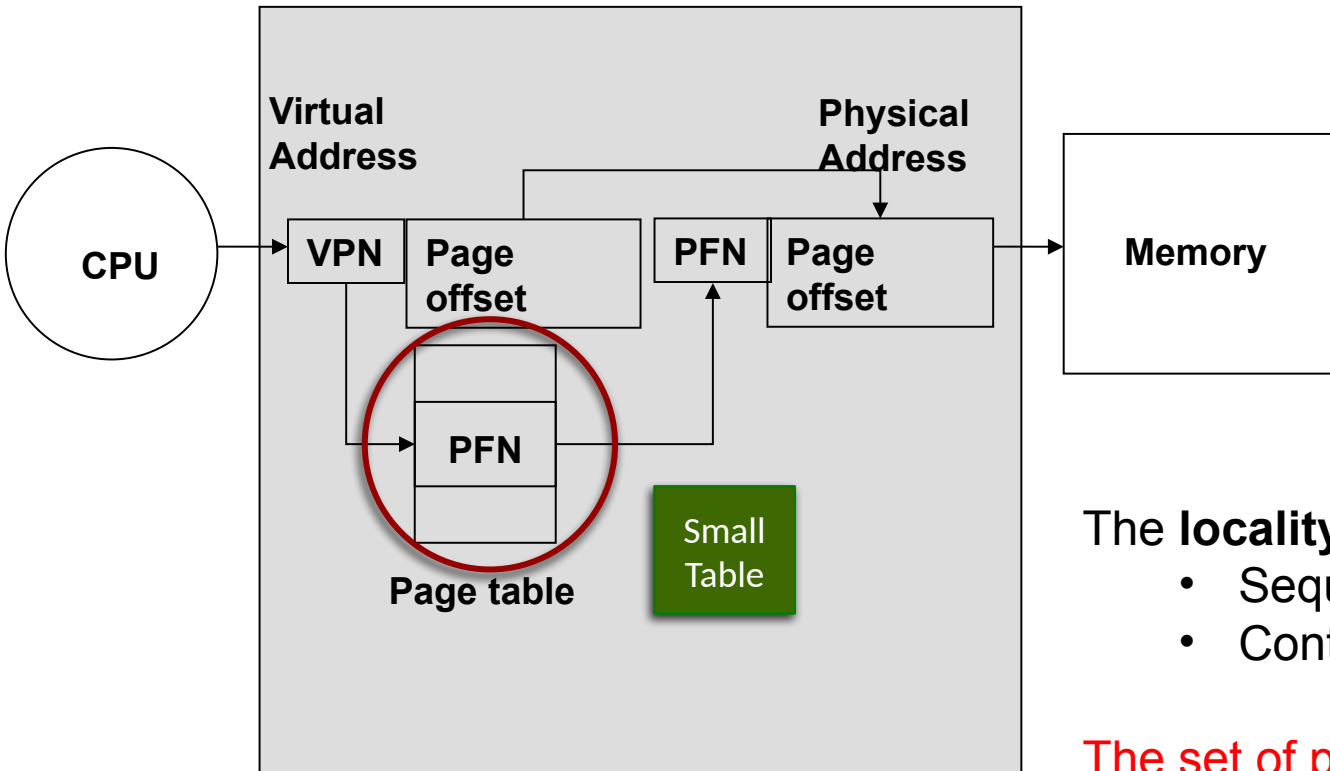 Virtual
Address
Physical
Address
CPU
VPN
Page
offset
PFN
Page
offset
Memory
PFN
Page table
Small
Table
The locality
• Sequ
• Cont
The set of p